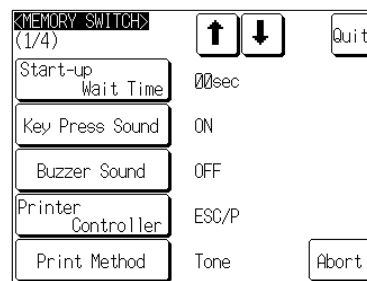 <MEMORY SWITCH>
(1/4)
Quit
Start-up
Wait Time
00sec
Key Press Sound
ON
Buzzer Sound
OFF
Printer
Controller
ESC/P
Print Method
Tone
Abort